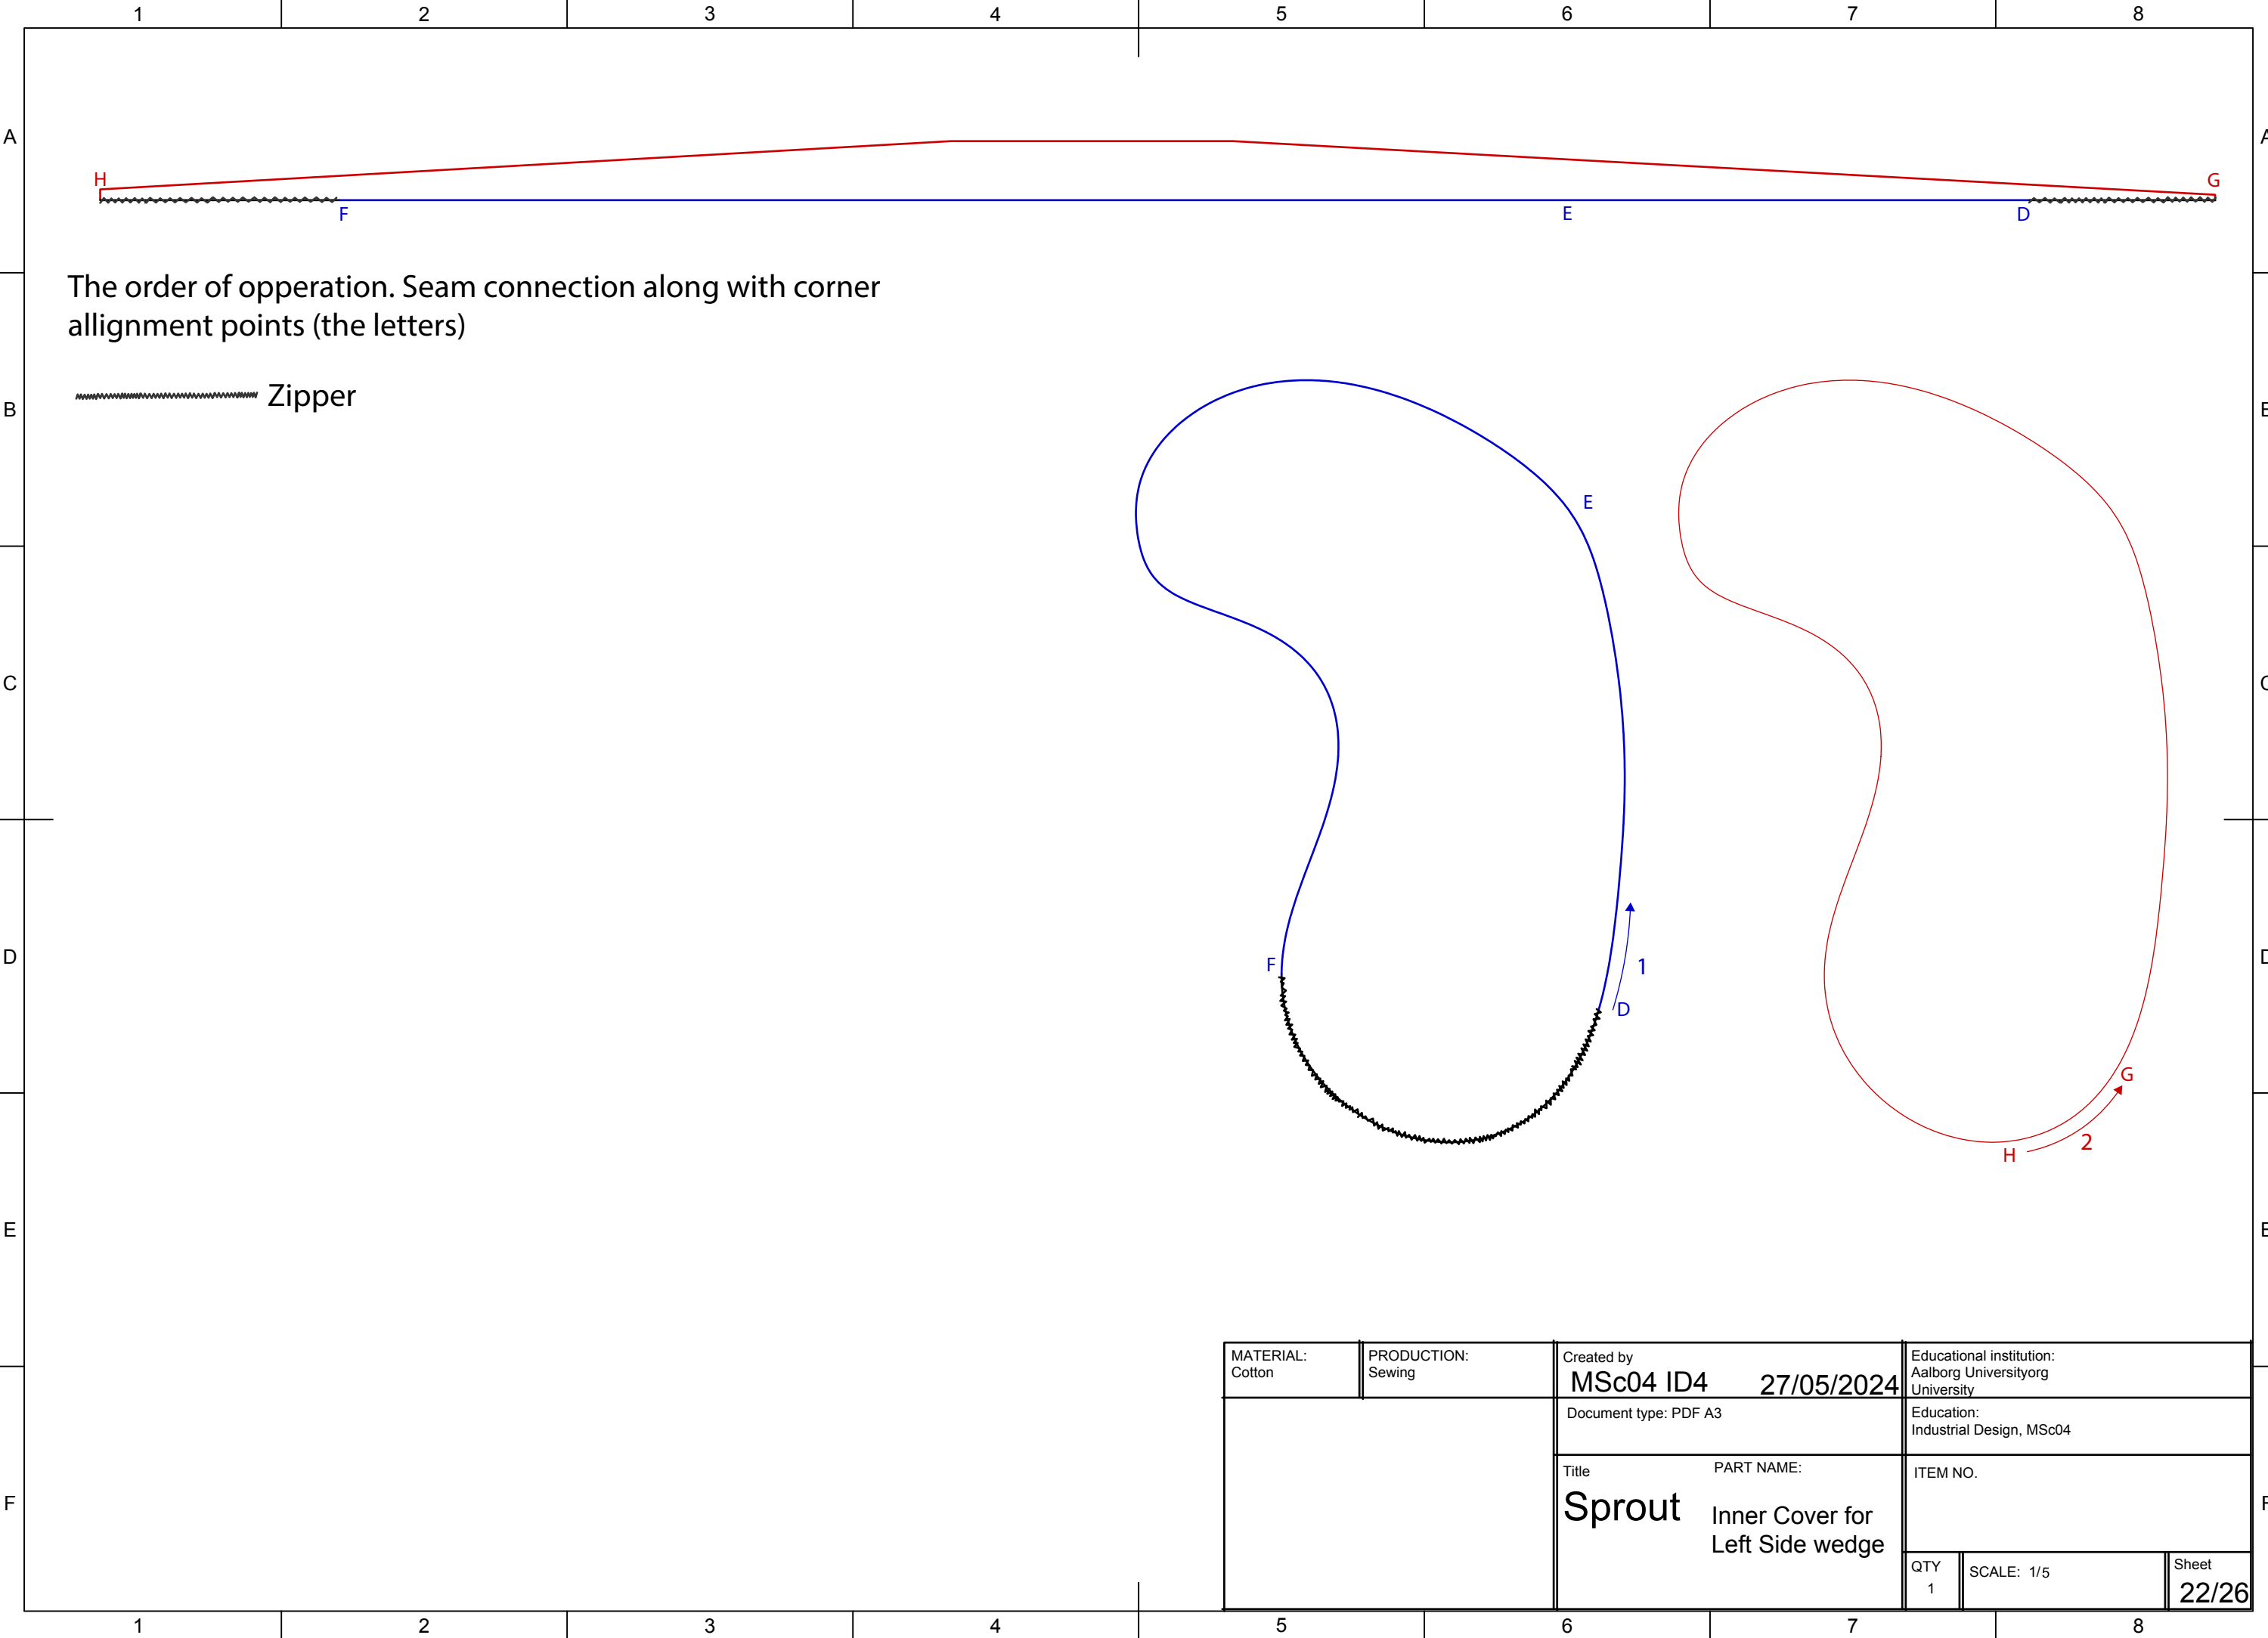 1 2 3 4 5 6 7 8
A A
H G
F E D
The order of opperation. Seam connection along with corner
allignment points (the letters)
Zipper
B B
E
C C
F 1
D D
D
G
2
H
E E
MATERIAL:
Cotton
PRODUCTION:
Sewing
Created by
MSc04 ID4 27/05/2024
Educational institution:
Aalborg Universityorg
University
Document type: PDF A3
Education:
Industrial Design, MSc04
Title
Sprout
PART NAME:
Inner Cover for
Left Side wedge
ITEM NO.
F F
QTY
1
SCALE: 1/5
Sheet
22/26
1 2 3 4 5 6 7 8